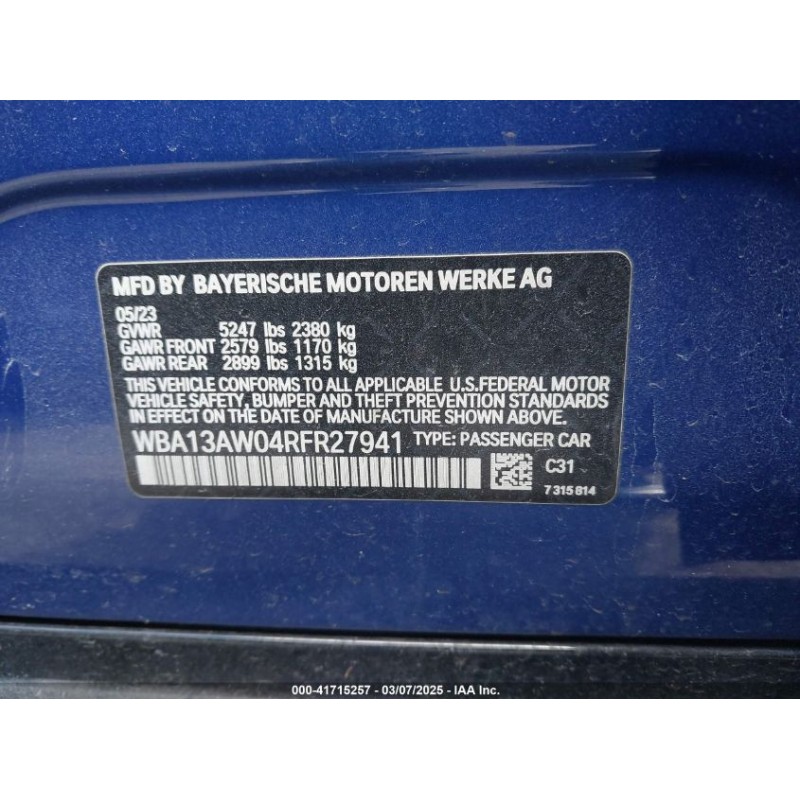 MFD BY BAYERISCHE MOTOREN WERKE AG
05/23
GVWR 5247 lbs 2380 kg
GAWR FRONT 2579 lbs 1170 kg
GAWR REAR 2899 lbs 1315 kg
THIS VEHICLE CONFORMS TO ALL APPLICABLE U.S.FEDERAL MOTOR
VEHICLE SAFETY, BUMPER AND THEFT PREVENTION STANDARDS
IN EFFECT ON THE DATE OF MANUFACTURE SHOWN ABOVE.
WBA13AW04RFR27941 TYPE: PASSENGER CAR
C31
7 315 814
000-41715257 - 03/07/2025 - IAA Inc.